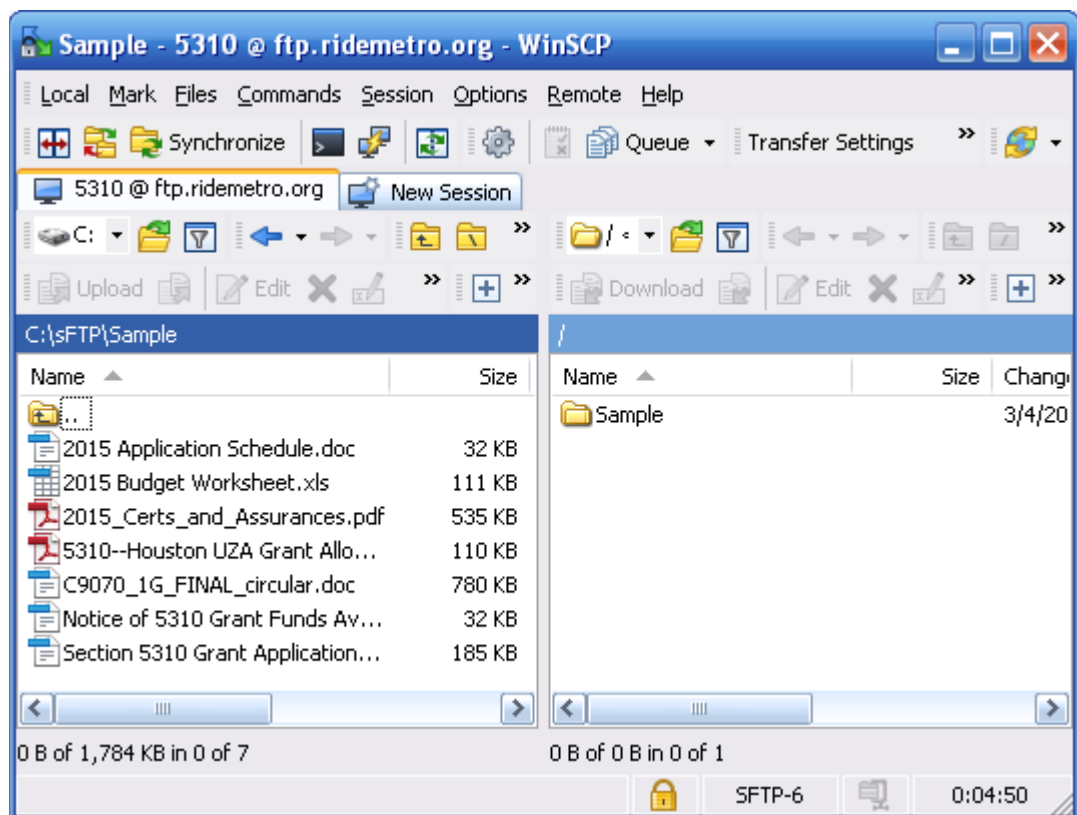 Sample - 5310 @ ftp.ridemetro.org - WinSCP
Local Mark Files Commands Session Options Remote Help
Synchronize Queue Transfer Settings »
5310 @ ftp.ridemetro.org New Session
C: » / »
Upload Edit » » Download Edit » »
C:\sFTP\Sample /
Name Size Name Size Chang
.. Sample 3/4/20
2015 Application Schedule.doc 32 KB
2015 Budget Worksheet.xls 111 KB
2015_Certs_and_Assurances.pdf 535 KB
5310--Houston UZA Grant Allo... 110 KB
C9070_1G_FINAL_circular.doc 780 KB
Notice of 5310 Grant Funds Av... 32 KB
Section 5310 Grant Application... 185 KB
0 B of 1,784 KB in 0 of 7 0 B of 0 B in 0 of 1
SFTP-6 0:04:50